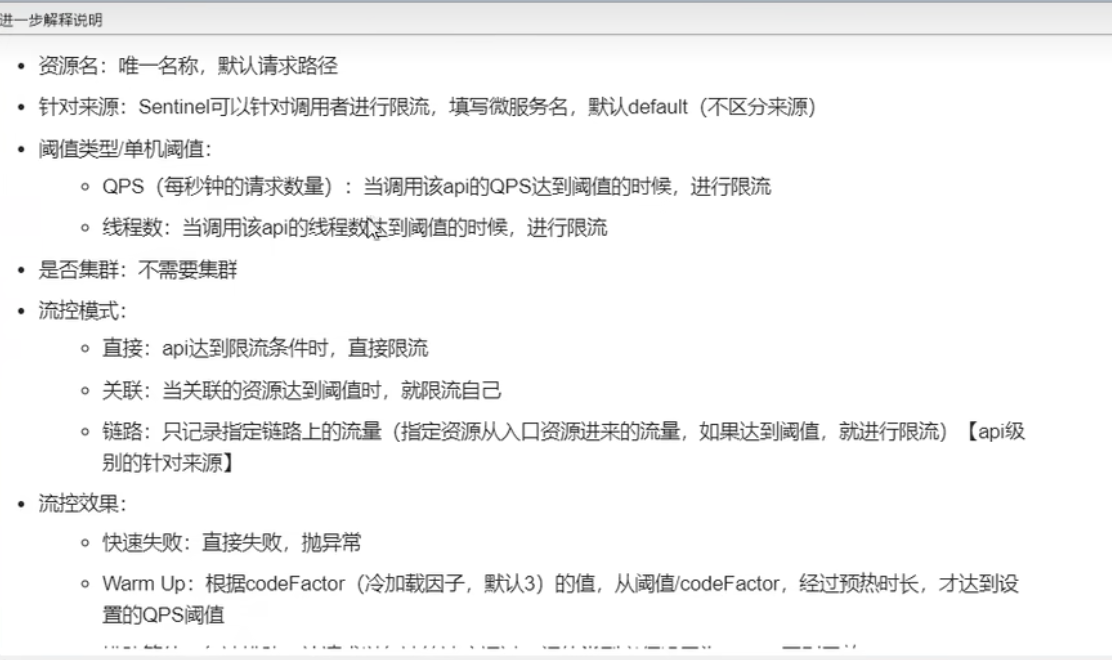 进一步解释说明
• 资源名：唯一名称，默认请求路径
• 针对来源：Sentinel可以针对调用者进行限流，填写微服务名，默认default（不区分来源）
• 阈值类型/单机阈值：
◦ QPS（每秒钟的请求数量）：当调用该api的QPS达到阈值的时候，进行限流
◦ 线程数：当调用该api的线程数达到阈值的时候，进行限流
• 是否集群：不需要集群
• 流控模式：
◦ 直接：api达到限流条件时，直接限流
◦ 关联：当关联的资源达到阈值时，就限流自己
◦ 链路：只记录指定链路上的流量（指定资源从入口资源进来的流量，如果达到阈值，就进行限流）【api级
别的针对来源】
• 流控效果：
◦ 快速失败：直接失败，抛异常
◦ Warm Up：根据codeFactor（冷加载因子，默认3）的值，从阈值/codeFactor，经过预热时长，才达到设
置的QPS阈值